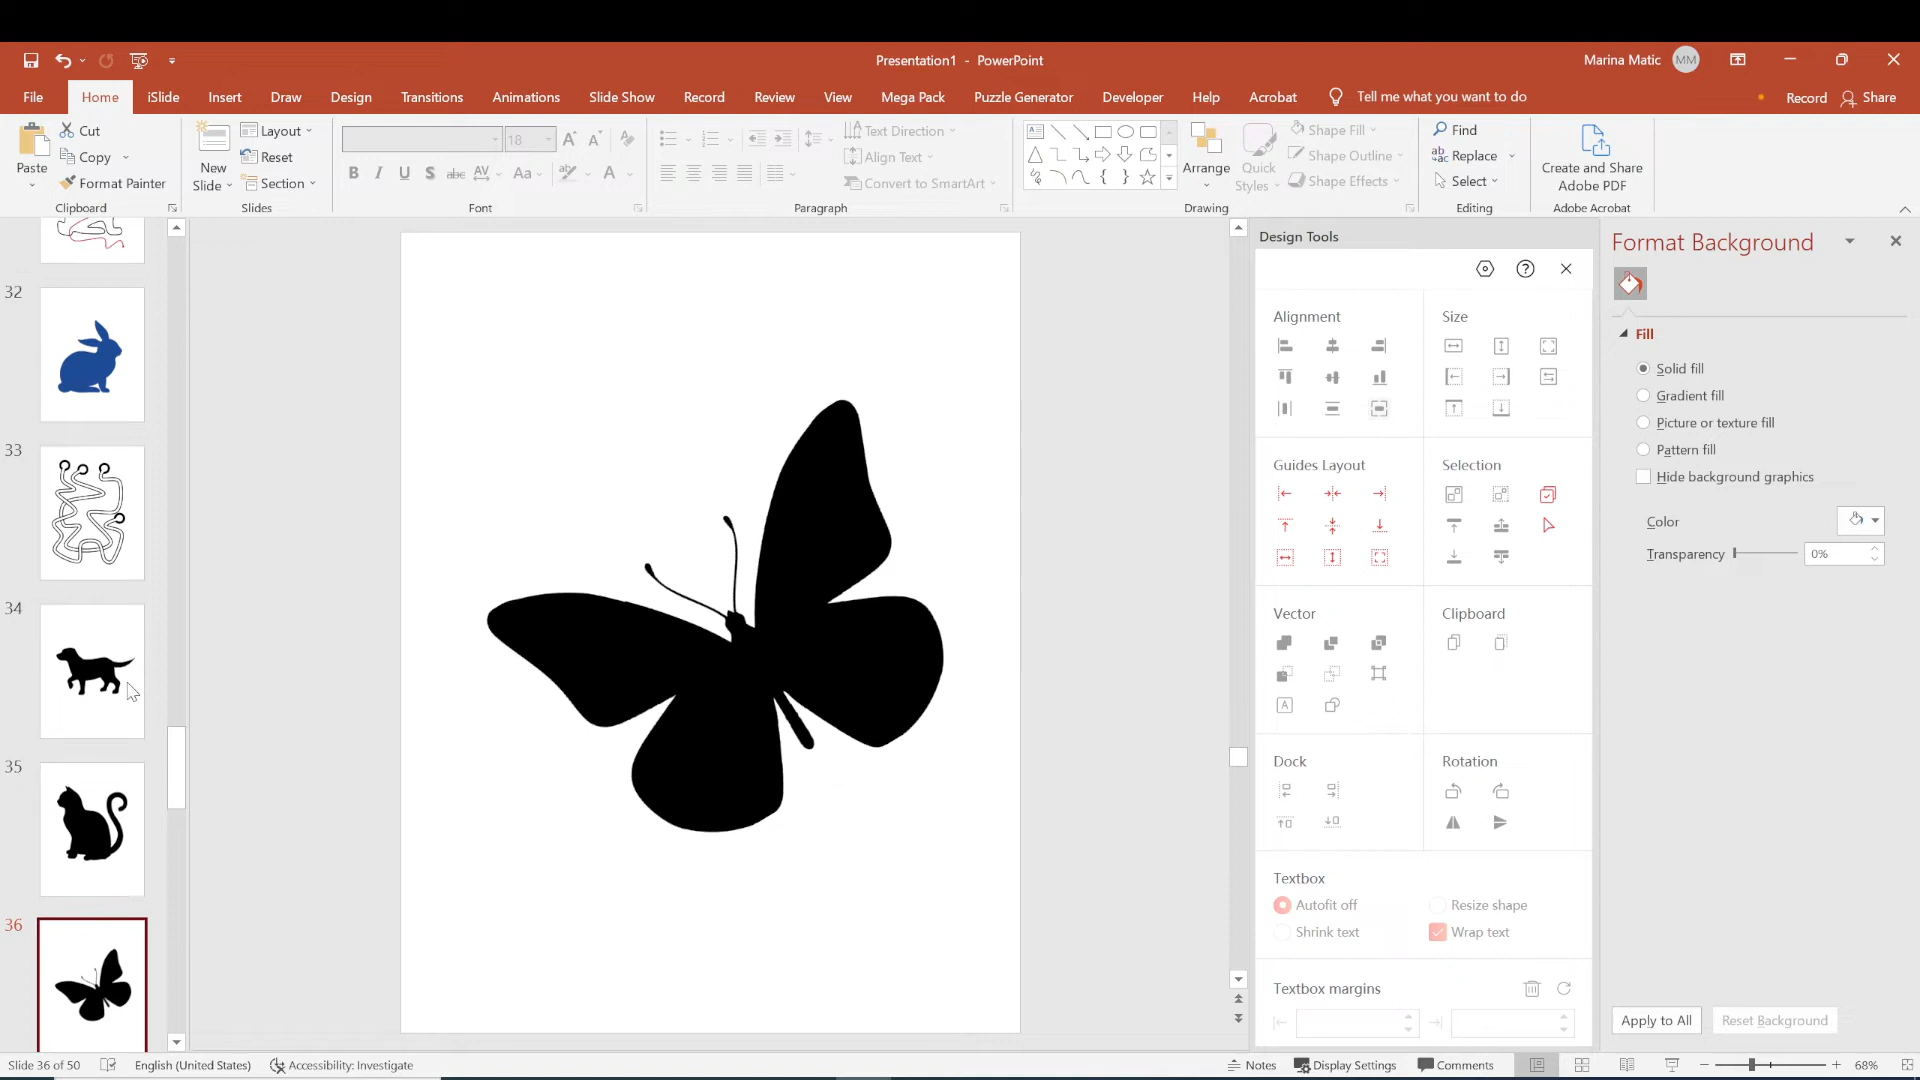 Presentation1 - PowerPoint
Marina Matic MM
File Home iSlide Insert Draw Design Transitions Animations Slide Show Record Review View Mega Pack Puzzle Generator Developer Help Acrobat Tell me what you want to do Record Share
Paste
Cut
Copy
Format Painter
Clipboard
New
Slide
Layout
Reset
Section
Slides
18
B I U S abc AV Aa A
Font
Text Direction
Align Text
Convert to SmartArt
Paragraph
Arrange
Quick
Styles
Shape Fill
Shape Outline
Shape Effects
Drawing
Find
Replace
Select
Editing
Create and Share
Adobe PDF
Adobe Acrobat
32
33
34
35
36
Design Tools
Alignment
Size
Guides Layout
Selection
Vector
Clipboard
Dock
Rotation
Textbox
Autofit off
Resize shape
Shrink text
Wrap text
Textbox margins
Format Background
Fill
Solid fill
Gradient fill
Picture or texture fill
Pattern fill
Hide background graphics
Color
Transparency
0%
Apply to All
Reset Background
Slide 36 of 50
English (United States)
Accessibility: Investigate
Notes
Display Settings
Comments
68%